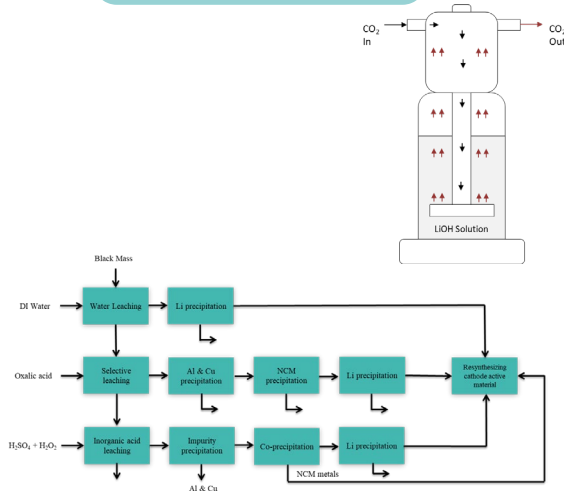 CO₂
In
CO₂
Out
LiOH Solution
Black Mass
DI Water
Water Leaching
Li precipitation
Oxalic acid
Selective
leaching
Al & Cu
precipitation
NCM
precipitation
Li precipitation
Resynthesizing
cathode active
material
H₂SO₄ + H₂O₂
Inorganic acid
leaching
Impurity
precipitation
Co-precipitation
Li precipitation
NCM metals
Al & Cu